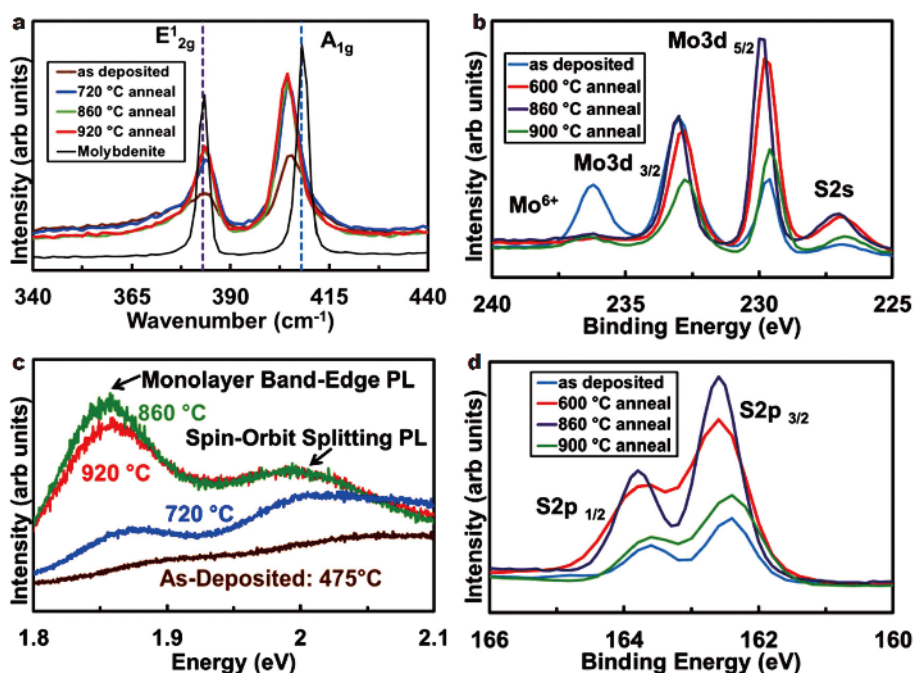 a
E¹₂g
A₁g
as deposited
720 °C anneal
860 °C anneal
920 °C anneal
Molybdenite
Intensity (arb units)
340 365 390 415 440
Wavenumber (cm⁻¹)
b
Mo3d 5/2
as deposited
600 °C anneal
860 °C anneal
900 °C anneal
Mo3d 3/2
Mo⁶⁺
S2s
Intensity (arb units)
240 235 230 225
Binding Energy (eV)
c
Monolayer Band-Edge PL
860 °C
Spin-Orbit Splitting PL
920 °C
720 °C
As-Deposited: 475°C
Intensity (arb units)
1.8 1.9 2 2.1
Energy (eV)
d
as deposited
600 °C anneal
860 °C anneal
900 °C anneal
S2p 3/2
S2p 1/2
Intensity (arb units)
166 164 162 160
Binding Energy (eV)